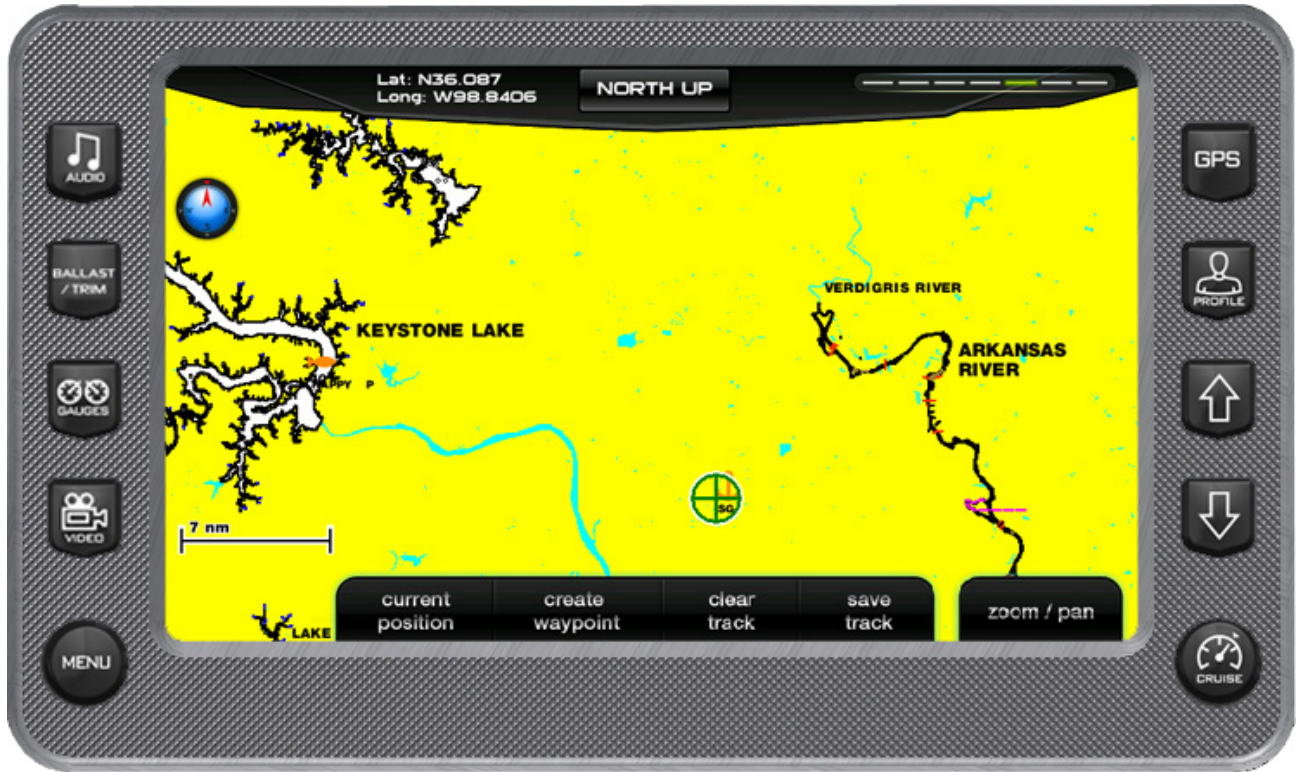 Lat: N36.087
Long: W98.8406
NORTH UP
AUDIO
BALLAST
/ TRIM
GAUGES
VIDEO
MENU
GPS
PROFILE
CRUISE
VERDIGRIS RIVER
KEYSTONE LAKE
ARKANSAS
RIVER
P
SG
7 nm
LAKE
current
position
create
waypoint
clear
track
save
track
zoom / pan